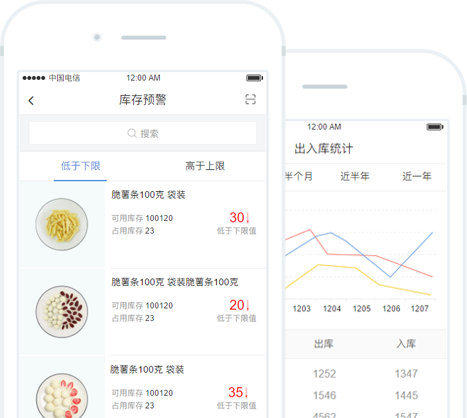 中国电信 12:00 AM
库存预警
搜索
低于下限 高于上限
脆薯条100克 袋装
可用库存 100120
占用库存 23
30↓
低于下限值
脆薯条100克 袋装脆薯条100克
可用库存 100120
占用库存 23
20↓
低于下限值
脆薯条100克 袋装
可用库存 100120
占用库存 23
35↓
低于下限值
12:00 AM
出入库统计
半个月 近半年 近一年
1203 1204 1205 1206 1207
出库 入库
1252 1347
1546 1445
4562 1547